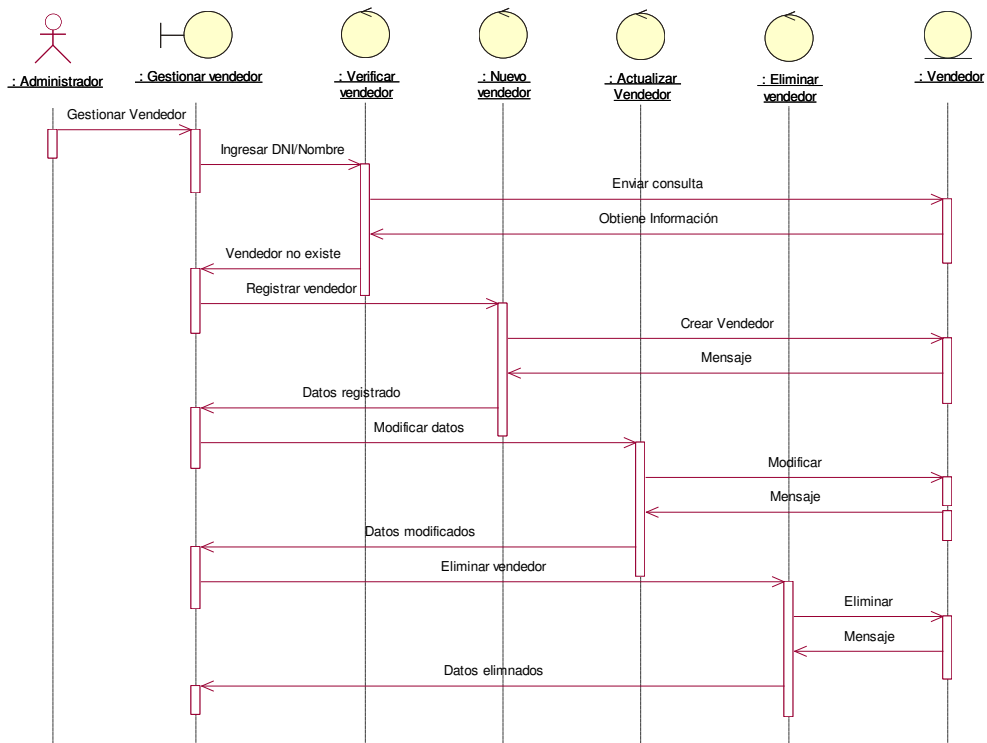 : Administrador
: Gestionar vendedor
: Verificar
vendedor
: Nuevo
vendedor
: Actualizar
Vendedor
: Eliminar
vendedor
: Vendedor
Gestionar Vendedor
Ingresar DNI/Nombre
Enviar consulta
Obtiene Información
Vendedor no existe
Registrar vendedor
Crear Vendedor
Mensaje
Datos registrado
Modificar datos
Modificar
Mensaje
Datos modificados
Eliminar vendedor
Eliminar
Mensaje
Datos elimnados